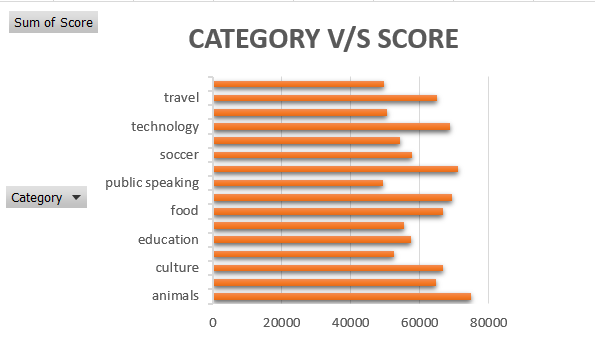 Sum of Score
CATEGORY V/S SCORE
travel
technology
soccer
public speaking
Category
food
education
culture
animals
0 20000 40000 60000 80000